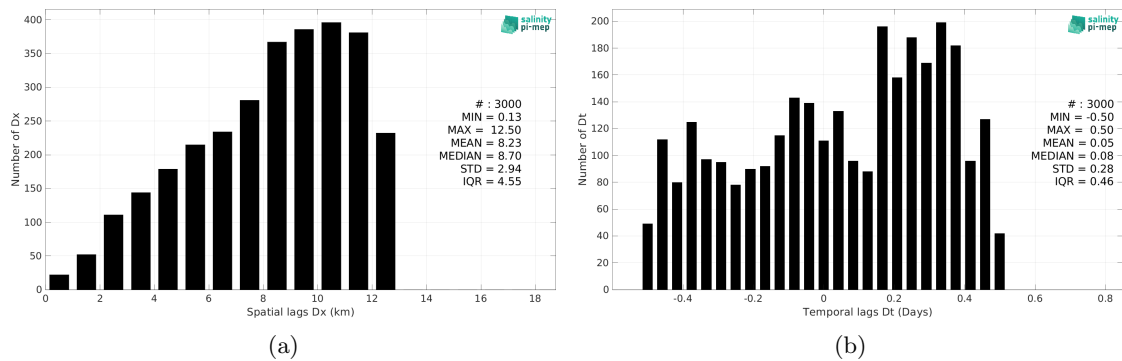 400
350
300
250
200
150
100
50
0
Number of Dx
0 2 4 6 8 10 12 14 16 18
Spatial lags Dx (km)
salinity
pi-mep
# : 3000
MIN = 0.13
MAX = 12.50
MEAN = 8.23
MEDIAN = 8.70
STD = 2.94
IQR = 4.55
(a)
200
180
160
140
120
100
80
60
40
20
0
Number of Dt
-0.4 -0.2 0 0.2 0.4 0.6 0.8
Temporal lags Dt (Days)
salinity
pi-mep
# : 3000
MIN = -0.50
MAX = 0.50
MEAN = 0.05
MEDIAN = 0.08
STD = 0.28
IQR = 0.46
(b)